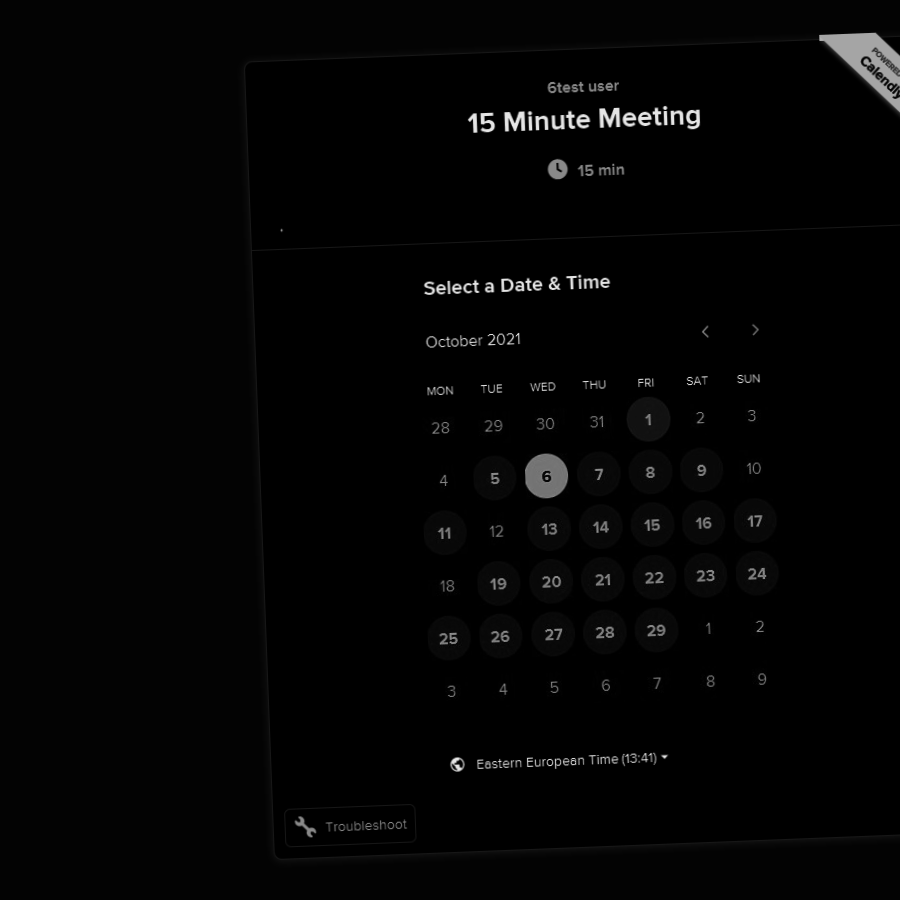 POWERED
Calendly
6test user
15 Minute Meeting
15 min
Select a Date & Time
October 2021
MON TUE WED THU FRI SAT SUN
28 29 30 31 1 2 3
4 5 6 7 8 9 10
11 12 13 14 15 16 17
18 19 20 21 22 23 24
25 26 27 28 29 1 2
3 4 5 6 7 8 9
Eastern European Time (13:41)
Troubleshoot